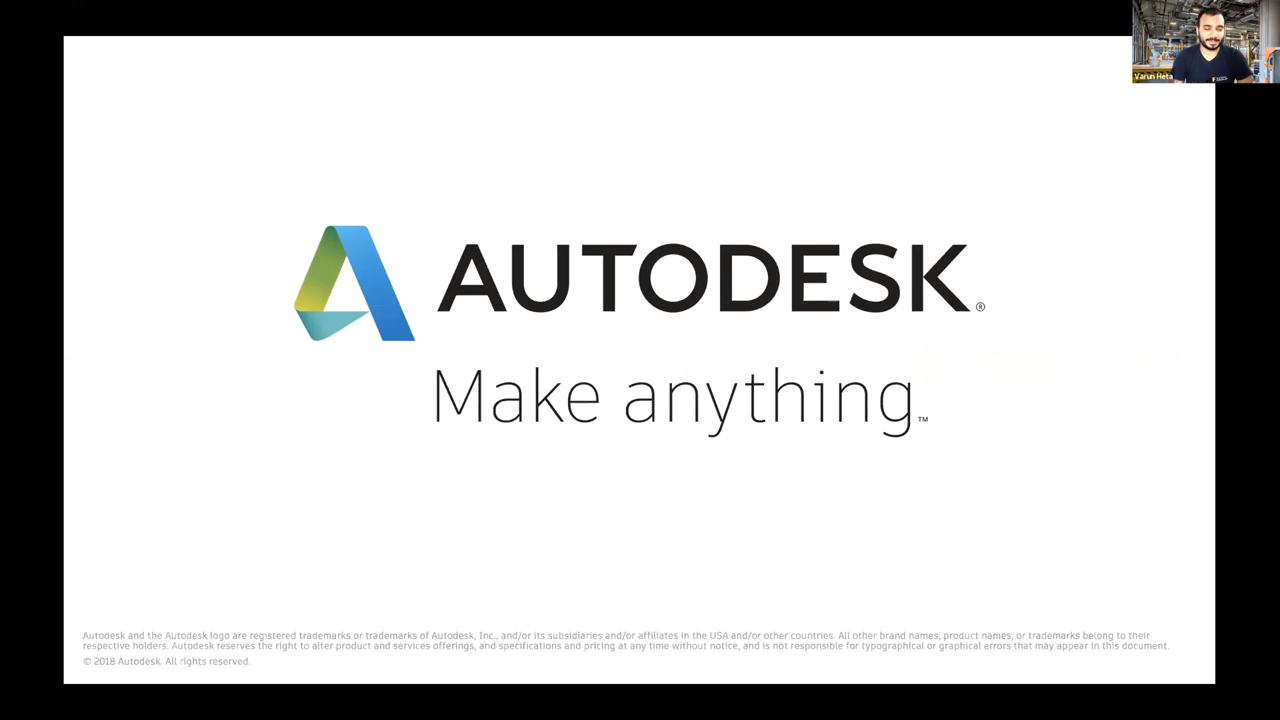 Varun Heta
AUTODESK®
Make anything™
Autodesk and the Autodesk logo are registered trademarks or trademarks of Autodesk, Inc., and/or its subsidiaries and/or affiliates in the USA and/or other countries. All other brand names, product names, or trademarks belong to their
respective holders. Autodesk reserves the right to alter product and services offerings, and specifications and pricing at any time without notice, and is not responsible for typographical or graphical errors that may appear in this document.
© 2018 Autodesk. All rights reserved.